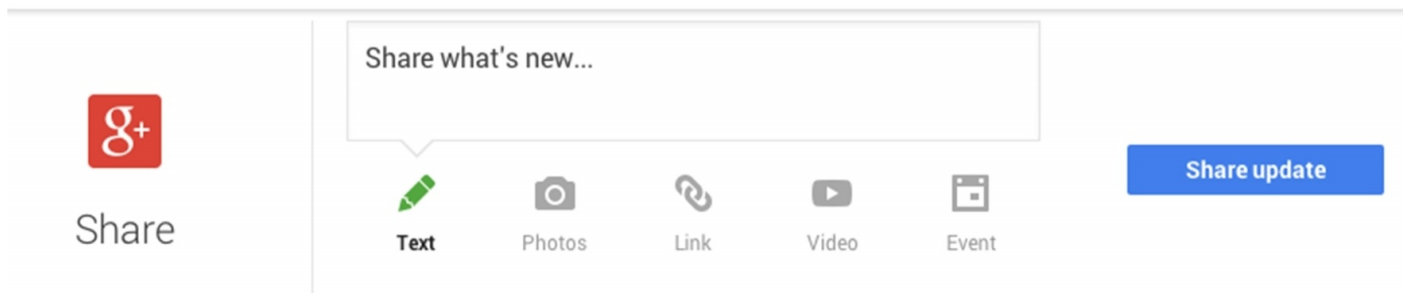 Share what's new...
g+
Share
Text Photos Link Video Event
Share update